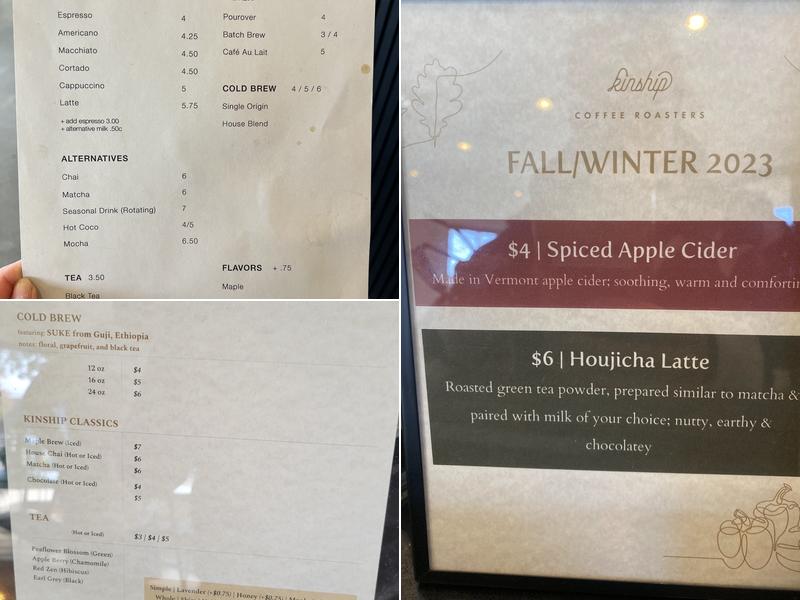 Espresso 4
Americano 4.25
Macchiato 4.50
Cortado 4.50
Cappuccino 5
Latte 5.75
+ add espresso 3.00
+ alternative milk .50c
ALTERNATIVES
Chai 6
Matcha 6
Seasonal Drink (Rotating) 7
Hot Coco 4/5
Mocha 6.50
TEA 3.50
Black Tea
Pourover 4
Batch Brew 3 / 4
Café Au Lait 5
COLD BREW 4 / 5 / 6
Single Origin
House Blend
FLAVORS + .75
Maple
COLD BREW
featuring: SUKE from Guji, Ethiopia
notes: floral, grapefruit, and black tea
12 oz $4
16 oz $5
24 oz $6
KINSHIP CLASSICS
Maple Brew (Iced) $7
House Chai (Hot or Iced) $6
Matcha (Hot or Iced) $6
Chocolate (Hot or Iced) $4
$5
TEA
(Hot or Iced) $3 | $4 | $5
Peaflower Blossom (Green)
Apple Berry (Chamomile)
Red Zen (Hibiscus)
Earl Grey (Black)
Simple | Lavender (+$0.75) | Honey (+$0.75) |
kinship
COFFEE ROASTERS
FALL/WINTER 2023
$4 | Spiced Apple Cider
Made in Vermont apple cider; soothing, warm and
$6 | Houjicha Latte
Roasted green tea powder, prepared similar to matcha &
paired with milk of your choice; nutty, earthy &
chocolatey